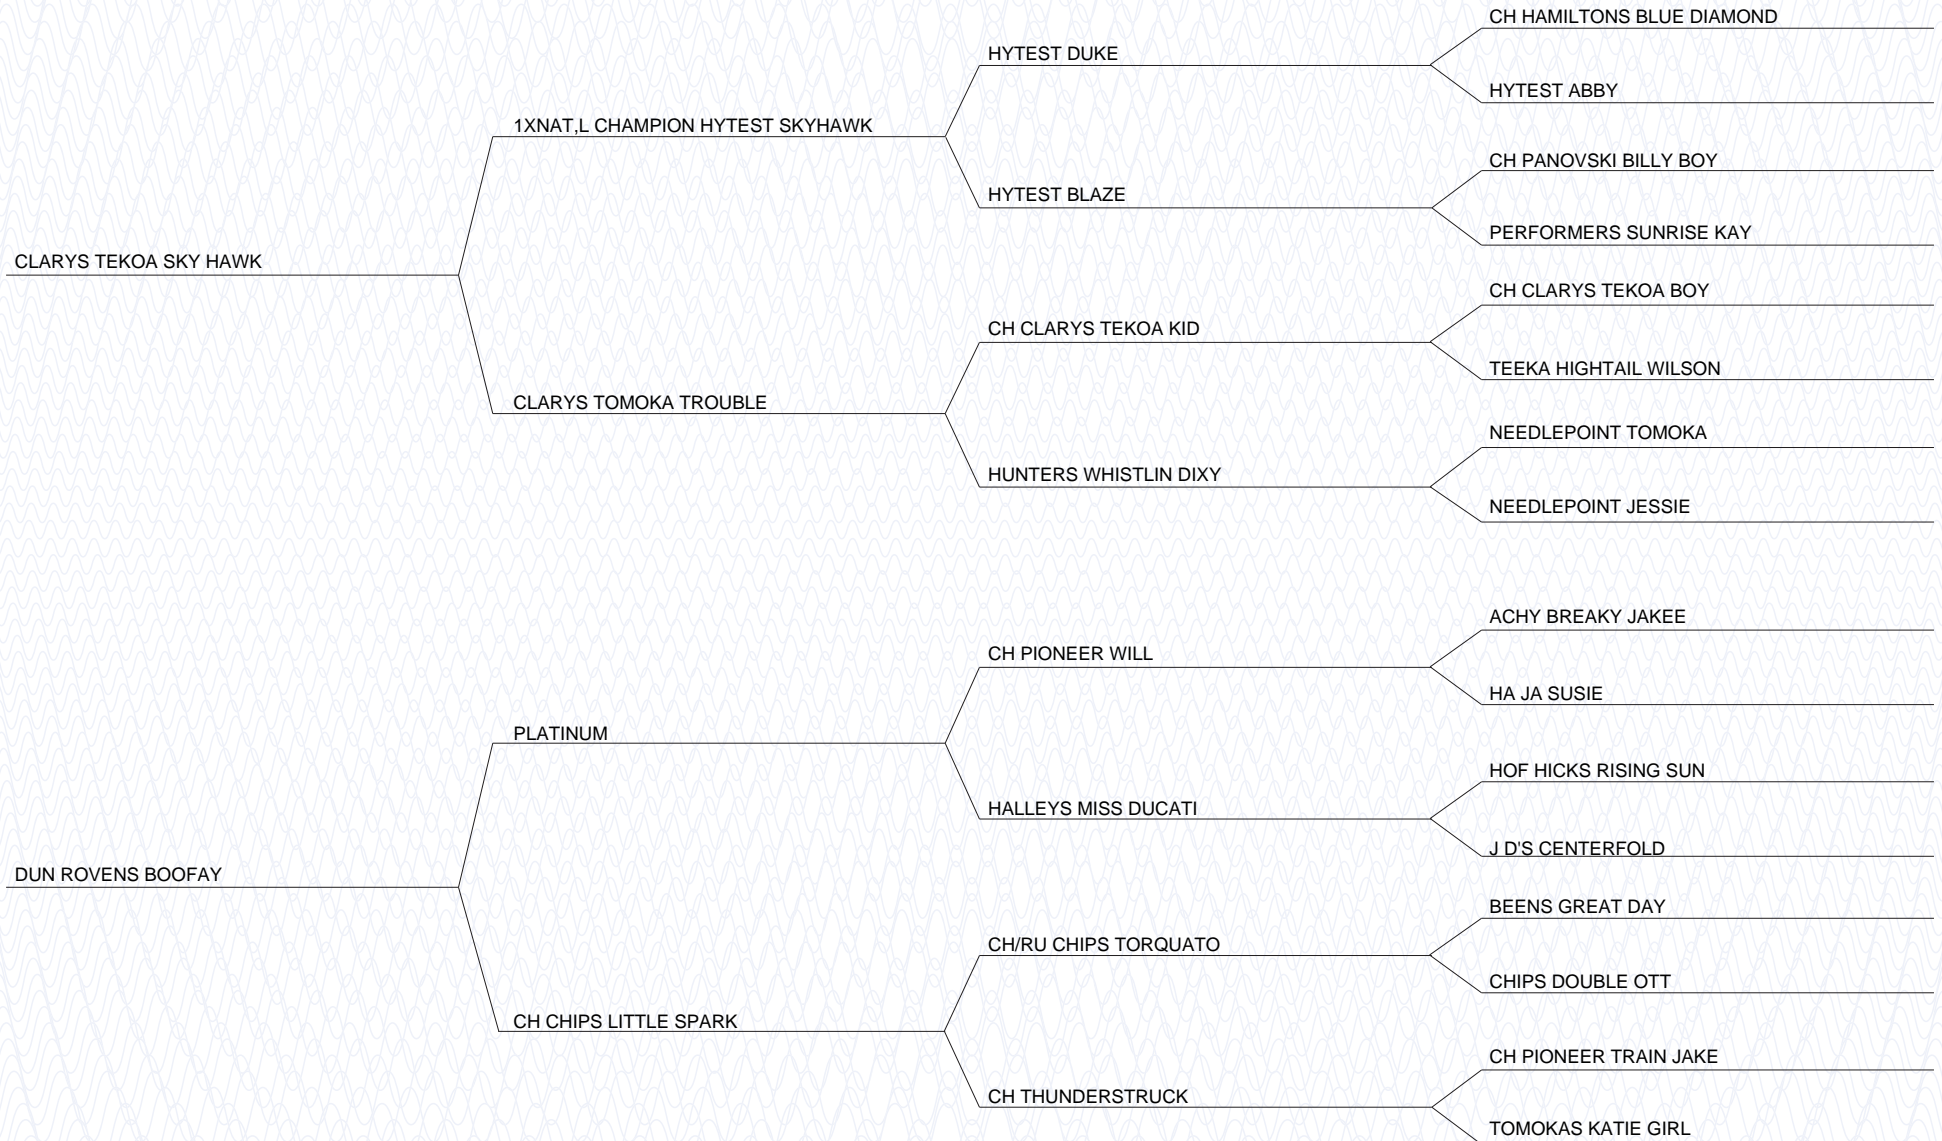 CH HAMILTONS BLUE DIAMOND
HYTEST DUKE
HYTEST ABBY
1XNAT,L CHAMPION HYTEST SKYHAWK
CH PANOVSKI BILLY BOY
HYTEST BLAZE
PERFORMERS SUNRISE KAY
CLARYS TEKOA SKY HAWK
CH CLARYS TEKOA BOY
CH CLARYS TEKOA KID
TEEKA HIGHTAIL WILSON
CLARYS TOMOKA TROUBLE
NEEDLEPOINT TOMOKA
HUNTERS WHISTLIN DIXY
NEEDLEPOINT JESSIE
ACHY BREAKY JAKEE
CH PIONEER WILL
HA JA SUSIE
PLATINUM
HOF HICKS RISING SUN
HALLEYS MISS DUCATI
J D'S CENTERFOLD
DUN ROVENS BOOFAY
BEENS GREAT DAY
CH/RU CHIPS TORQUATO
CHIPS DOUBLE OTT
CH CHIPS LITTLE SPARK
CH PIONEER TRAIN JAKE
CH THUNDERSTRUCK
TOMOKAS KATIE GIRL